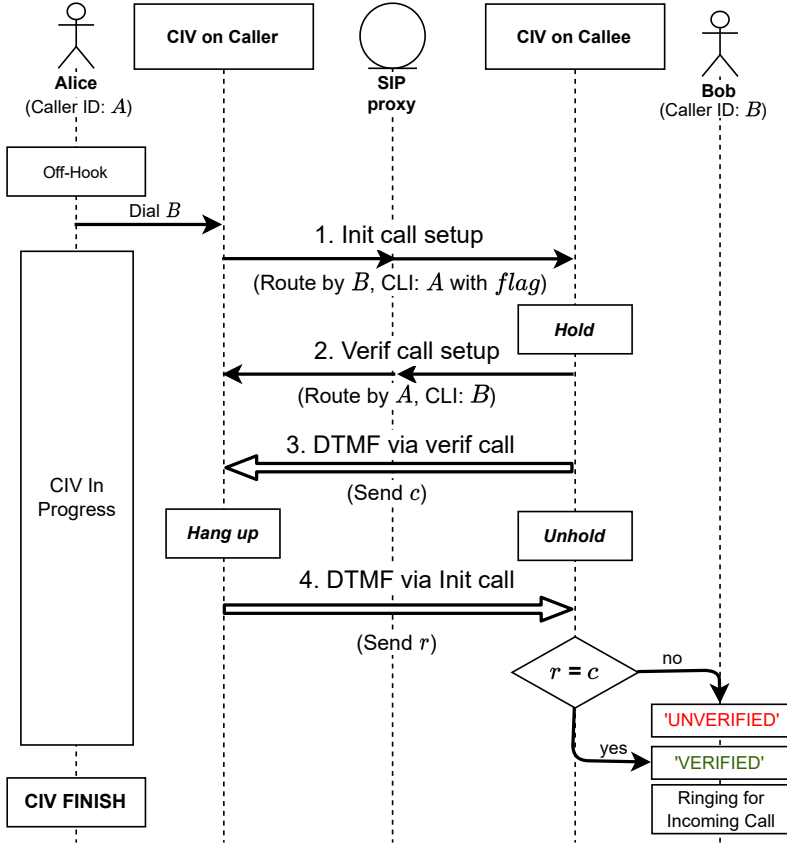 CIV on Caller
CIV on Callee
Alice
(Caller ID: A)
SIP
proxy
Bob
(Caller ID: B)
Off-Hook
Dial B
1. Init call setup
(Route by B, CLI: A with flag)
Hold
2. Verif call setup
(Route by A, CLI: B)
3. DTMF via verif call
(Send c)
CIV In
Progress
Hang up
Unhold
4. DTMF via Init call
(Send r)
r = c
no
'UNVERIFIED'
yes
'VERIFIED'
CIV FINISH
Ringing for
Incoming Call